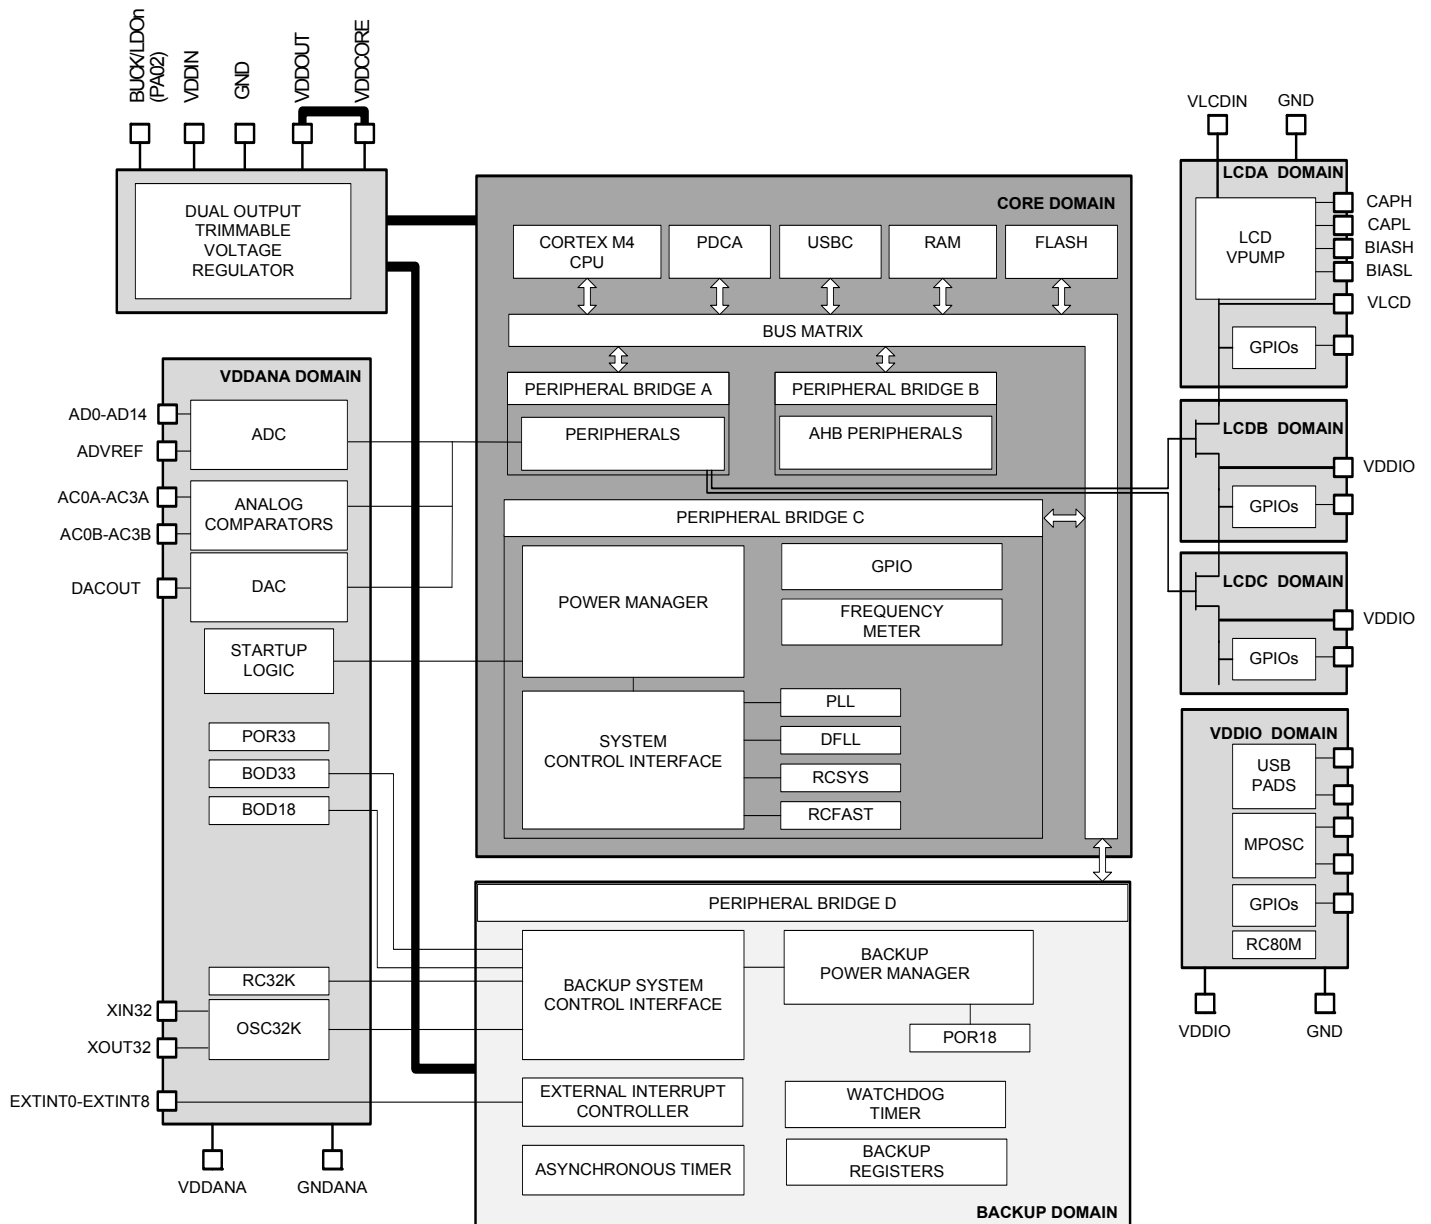 BUCK/LDOn
(PA02)
VDDIN
GND
VDDOUT
VDDCORE
DUAL OUTPUT
TRIMMABLE
VOLTAGE
REGULATOR
CORE DOMAIN
CORTEX M4
CPU
PDCA
USBC
RAM
FLASH
BUS MATRIX
PERIPHERAL BRIDGE A
PERIPHERALS
PERIPHERAL BRIDGE B
AHB PERIPHERALS
PERIPHERAL BRIDGE C
POWER MANAGER
GPIO
FREQUENCY
METER
SYSTEM
CONTROL INTERFACE
PLL
DFLL
RCSYS
RCFAST
VDDANA DOMAIN
AD0-AD14
ADVREF
ADC
AC0A-AC3A
AC0B-AC3B
ANALOG
COMPARATORS
DACOUT
DAC
STARTUP
LOGIC
POR33
BOD33
BOD18
RC32K
XIN32
XOUT32
OSC32K
EXTINT0-EXTINT8
VDDANA
GNDANA
PERIPHERAL BRIDGE D
BACKUP SYSTEM
CONTROL INTERFACE
BACKUP
POWER MANAGER
POR18
EXTERNAL INTERRUPT
CONTROLLER
WATCHDOG
TIMER
ASYNCHRONOUS TIMER
BACKUP
REGISTERS
BACKUP DOMAIN
VLCDIN
GND
LCDA DOMAIN
LCD
VPUMP
CAPH
CAPL
BIASH
BIASL
VLCD
GPIOs
LCDB DOMAIN
VDDIO
GPIOs
LCDC DOMAIN
VDDIO
GPIOs
VDDIO DOMAIN
USB
PADS
MPOSC
GPIOs
RC80M
VDDIO
GND